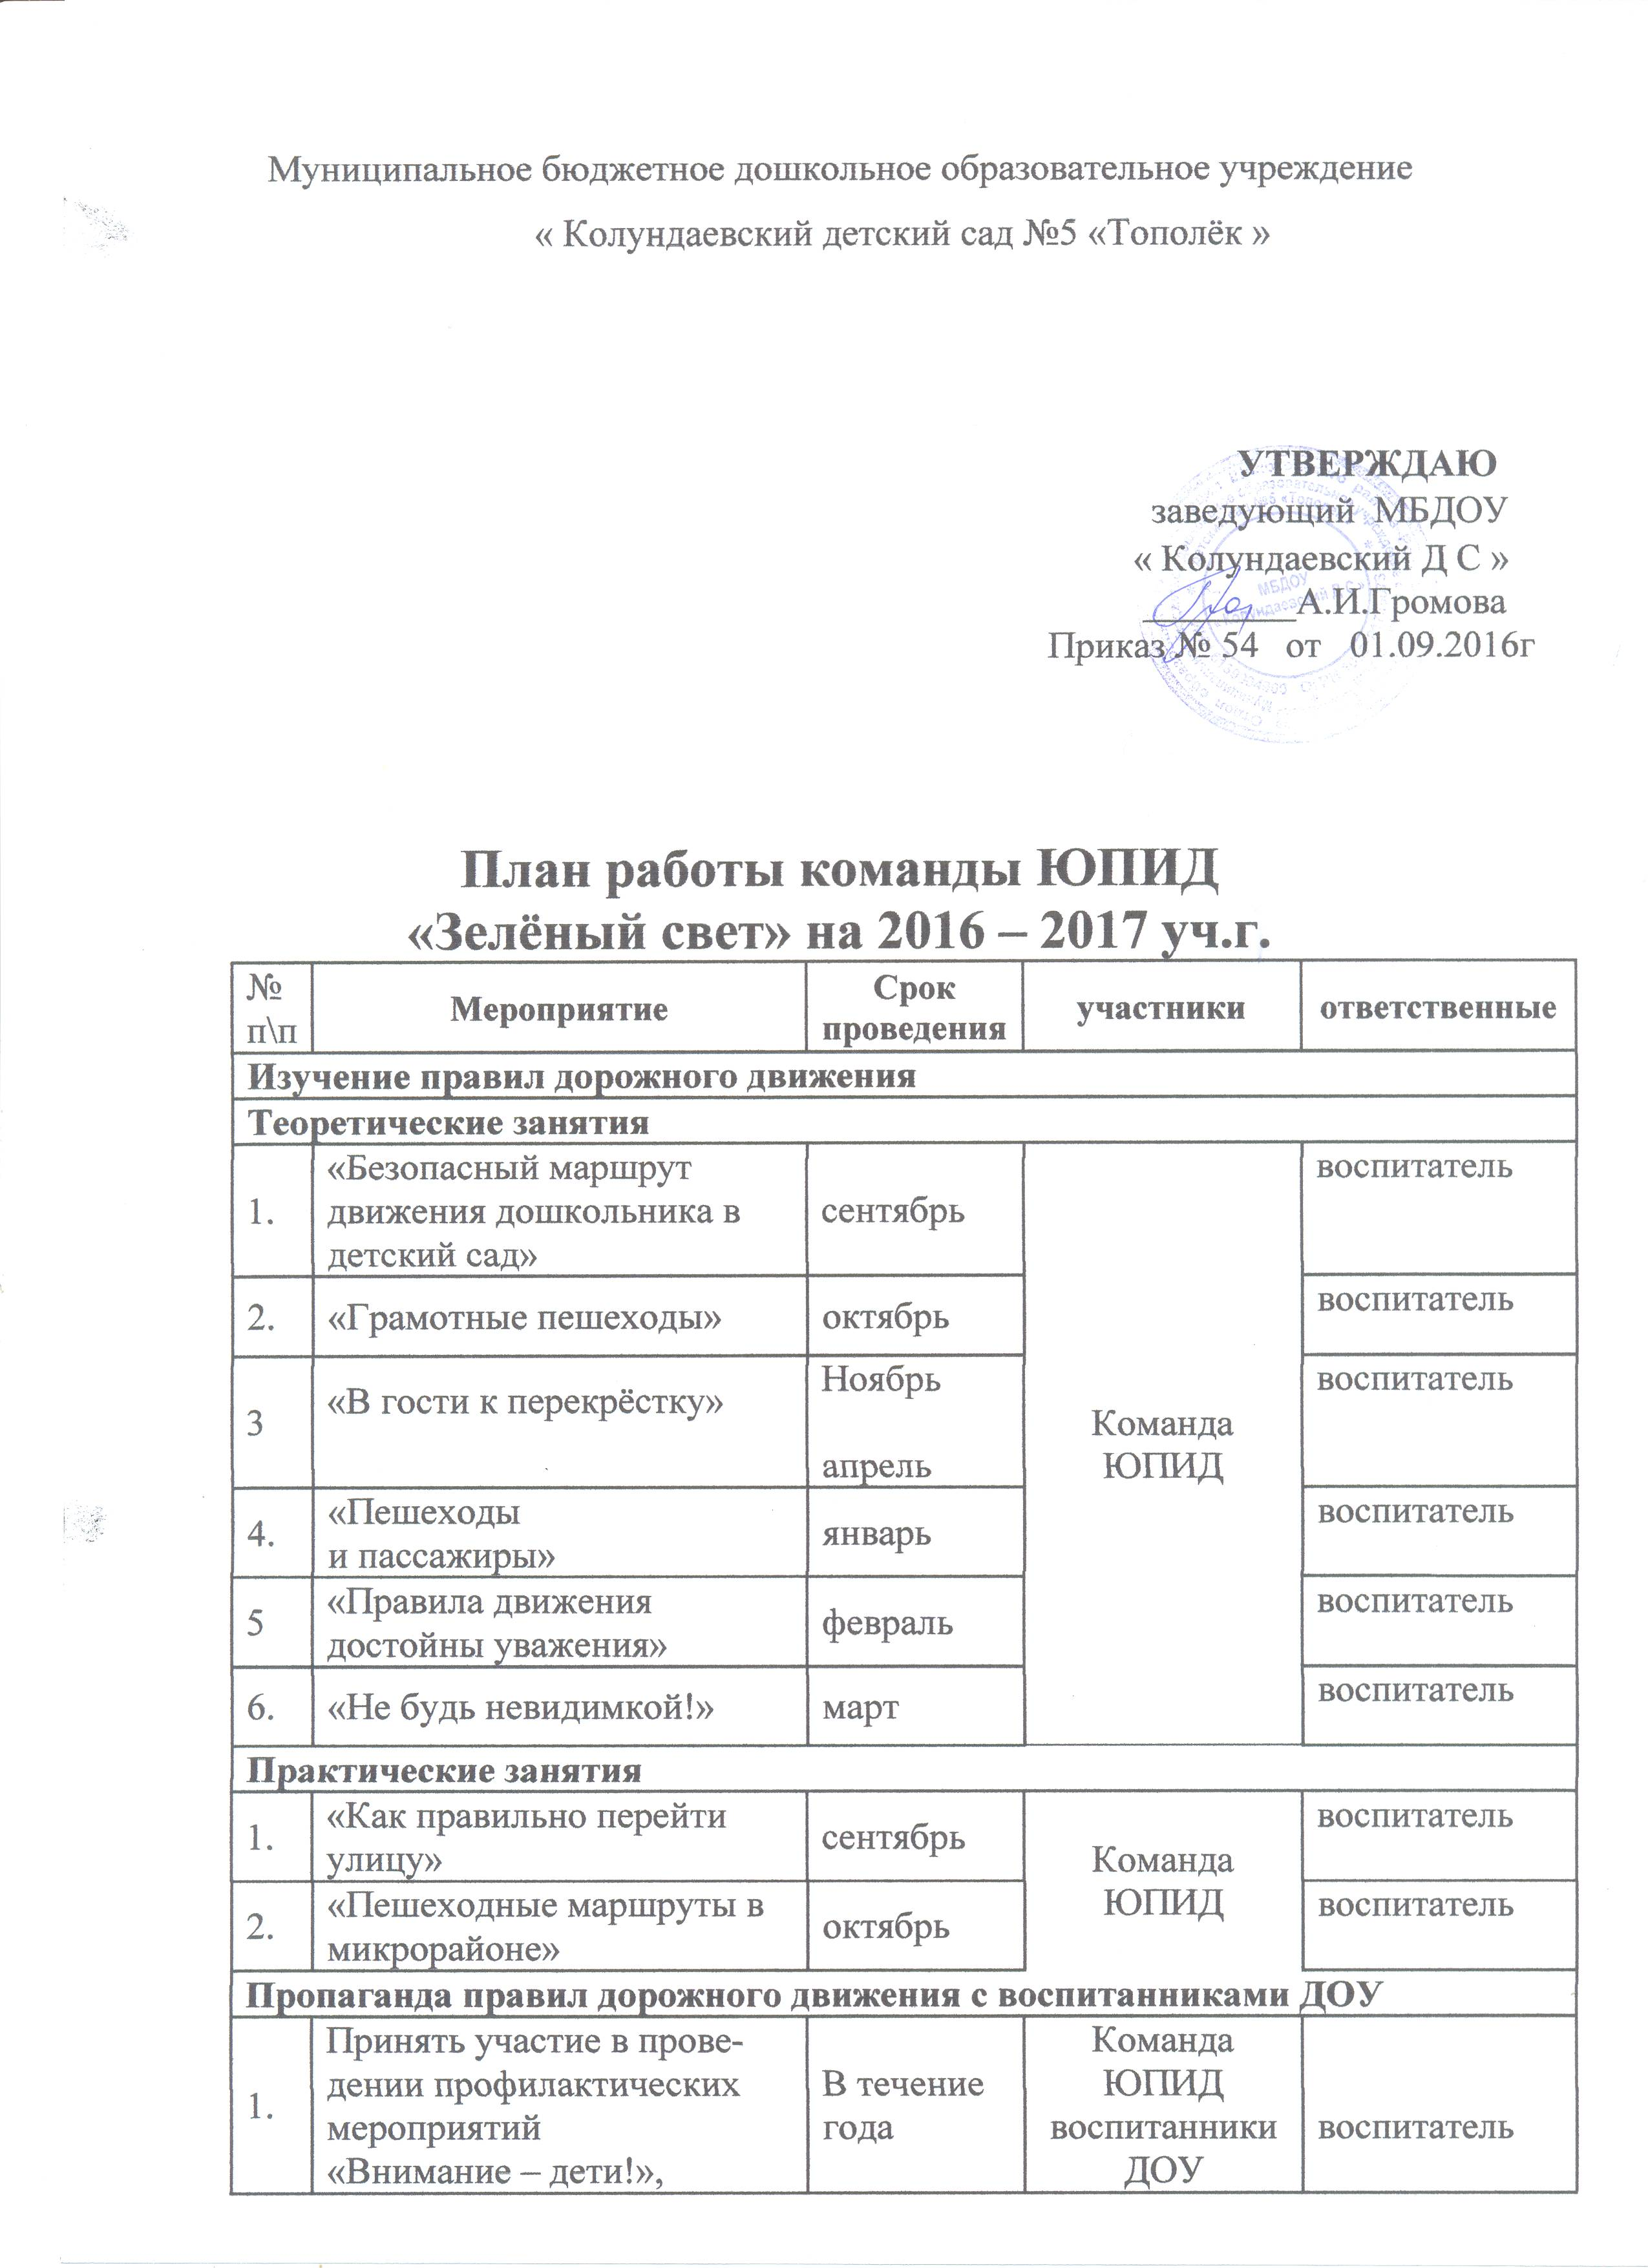 Муниципальное бюджетное дошкольное образовательное учреждение
« Колундаевский детский сад №5 «Тополёк »
УТВЕРЖДАЮ
заведующий МБДОУ
« Колундаевский Д С »
А.И.Громова
Приказ № 54 от 01.09.2016г
МБДОУ
План работы команды ЮПИД
«Зелёный свет» на 2016 – 2017 уч.г.
№ п\п Мероприятие Срок проведения участники ответственные
Изучение правил дорожного движения
Теоретические занятия
1. «Безопасный маршрут
движения дошкольника в
детский сад»
сентябрь
воспитатель
2. «Грамотные пешеходы» октябрь воспитатель
3 «В гости к перекрёстку»
Ноябрь
апрель
Команда
ЮПИД
воспитатель
4. «Пешеходы
и пассажиры»
январь
воспитатель
5 «Правила движения
достойны уважения»
февраль
воспитатель
6. «Не будь невидимкой!» март воспитатель
Практические занятия
1. «Как правильно перейти
улицу»
сентябрь
Команда
ЮПИД
воспитатель
2. «Пешеходные маршруты в
микрорайоне»
октябрь
воспитатель
Пропаганда правил дорожного движения с воспитанниками ДОУ
1. Принять участие в прове-
дении профилактических
мероприятий
«Внимание – дети!»,
В течение
года
Команда
ЮПИД
воспитанники
ДОУ
воспитатель